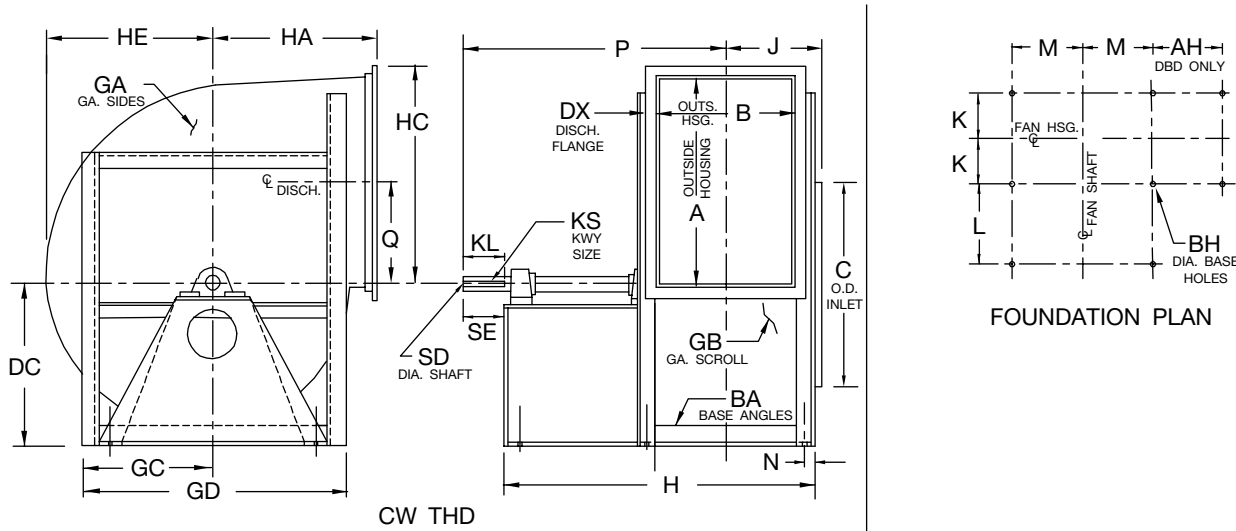 HE
HA
GA
GA. SIDES
HC
℄ DISCH.
Q
DC
GC
GD
CW THD
P
J
DX
DISCH.
FLANGE
OUTS.
HSG.
B
OUTSIDE
HOUSING
A
KS
KWY
SIZE
KL
C
O.D.
INLET
SE
SD
DIA. SHAFT
GB
GA. SCROLL
BA
BASE ANGLES
N
H
M
M
AH
DBD ONLY
K
FAN HSG.
℄
K
℄ FAN SHAFT
L
BH
DIA. BASE
HOLES
FOUNDATION PLAN